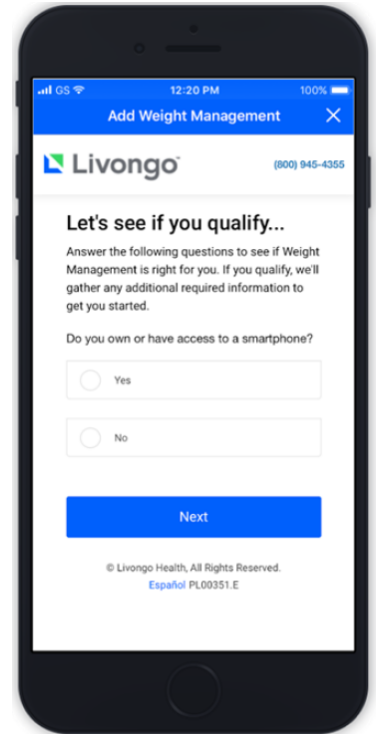 GS 12:20 PM 100%
Add Weight Management
Livongo
(800) 945-4355
Let's see if you qualify...
Answer the following questions to see if Weight
Management is right for you. If you qualify, we'll
gather any additional required information to
get you started.
Do you own or have access to a smartphone?
Yes
No
Next
© Livongo Health, All Rights Reserved.
Español PL00351.E